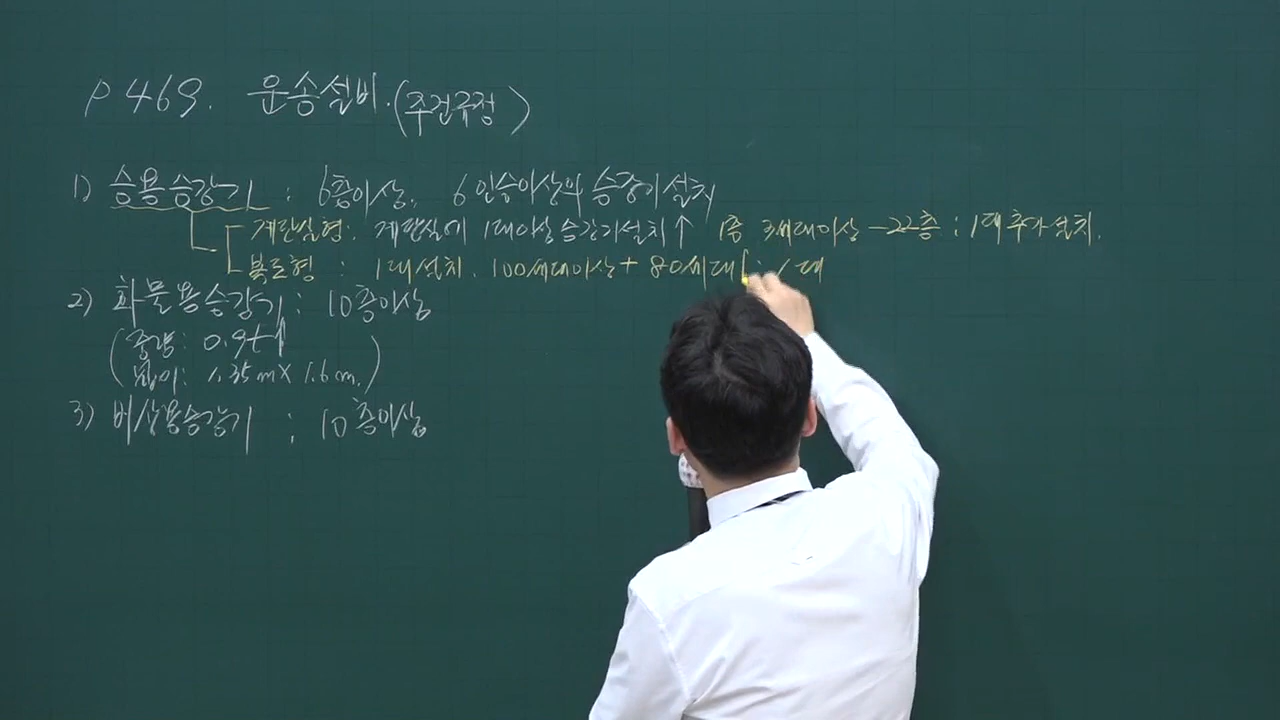 P 469. 운송설비.(주건규정)
1) 승용승강기 : 6층이상. 6인승이상의 승강기설치
계단실형: 계단실에 1대이상 승강기설치↑ 1층 3세대이상 -22층 : 1대추가설치.
복도형 : 1대설치. 100세대이상 + 80세대 : 1대
2) 화물용승강기 : 10층이상
(중량: 0.9t↑
넓이: 1.35m× 1.6m.)
3) 비상용승강기 : 10층이상